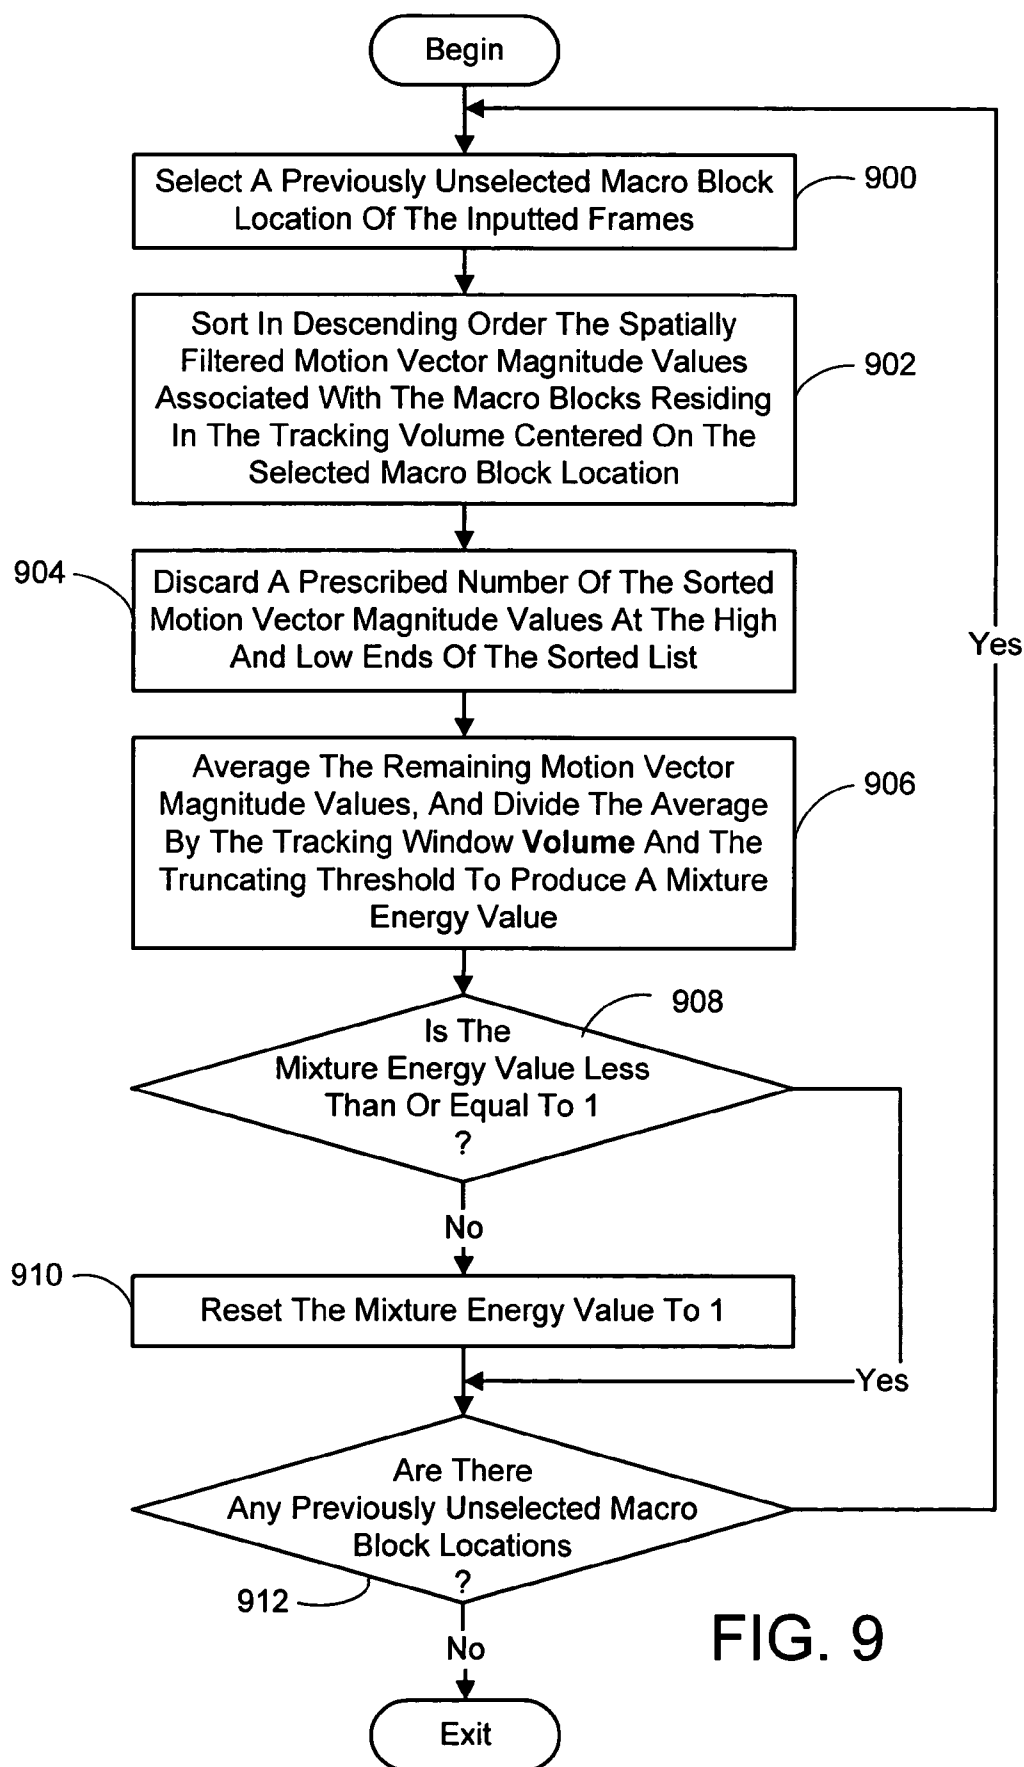 Begin
Select A Previously Unselected Macro Block
Location Of The Inputted Frames
900
Sort In Descending Order The Spatially
Filtered Motion Vector Magnitude Values
Associated With The Macro Blocks Residing
In The Tracking Volume Centered On The
Selected Macro Block Location
902
904
Discard A Prescribed Number Of The Sorted
Motion Vector Magnitude Values At The High
And Low Ends Of The Sorted List
Yes
Average The Remaining Motion Vector
Magnitude Values, And Divide The Average
By The Tracking Window Volume And The
Truncating Threshold To Produce A Mixture
Energy Value
906
908
Is The
Mixture Energy Value Less
Than Or Equal To 1
?
No
910
Reset The Mixture Energy Value To 1
Yes
Are There
Any Previously Unselected Macro
Block Locations
?
912
No
FIG. 9
Exit